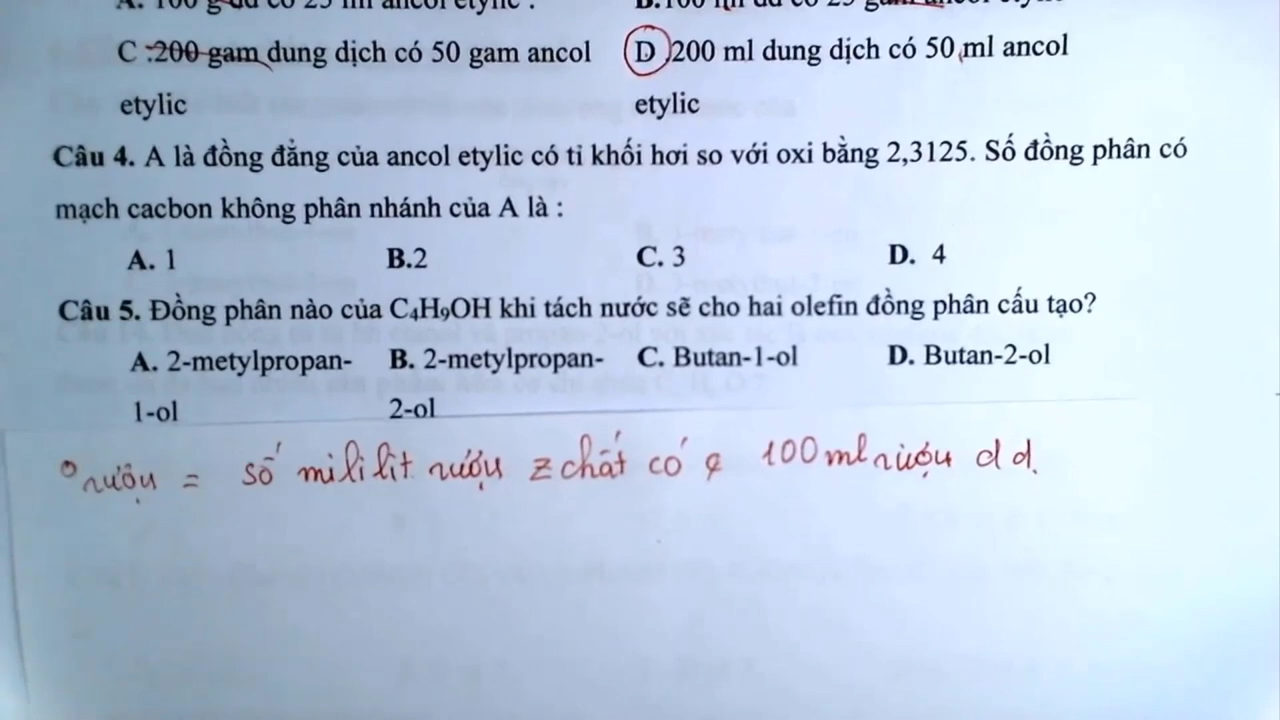 C .200 gam dung dịch có 50 gam ancol etylic
D .200 ml dung dịch có 50 ml ancol etylic
Câu 4. A là đồng đẳng của ancol etylic có tỉ khối hơi so với oxi bằng 2,3125. Số đồng phân có
mạch cacbon không phân nhánh của A là :
A. 1 B.2 C. 3 D. 4
Câu 5. Đồng phân nào của C₄H₉OH khi tách nước sẽ cho hai olefin đồng phân cấu tạo?
A. 2-metylpropan-1-ol B. 2-metylpropan-2-ol C. Butan-1-ol D. Butan-2-ol
°rượu = số mililit rượu zchất có 100ml rượu d d.